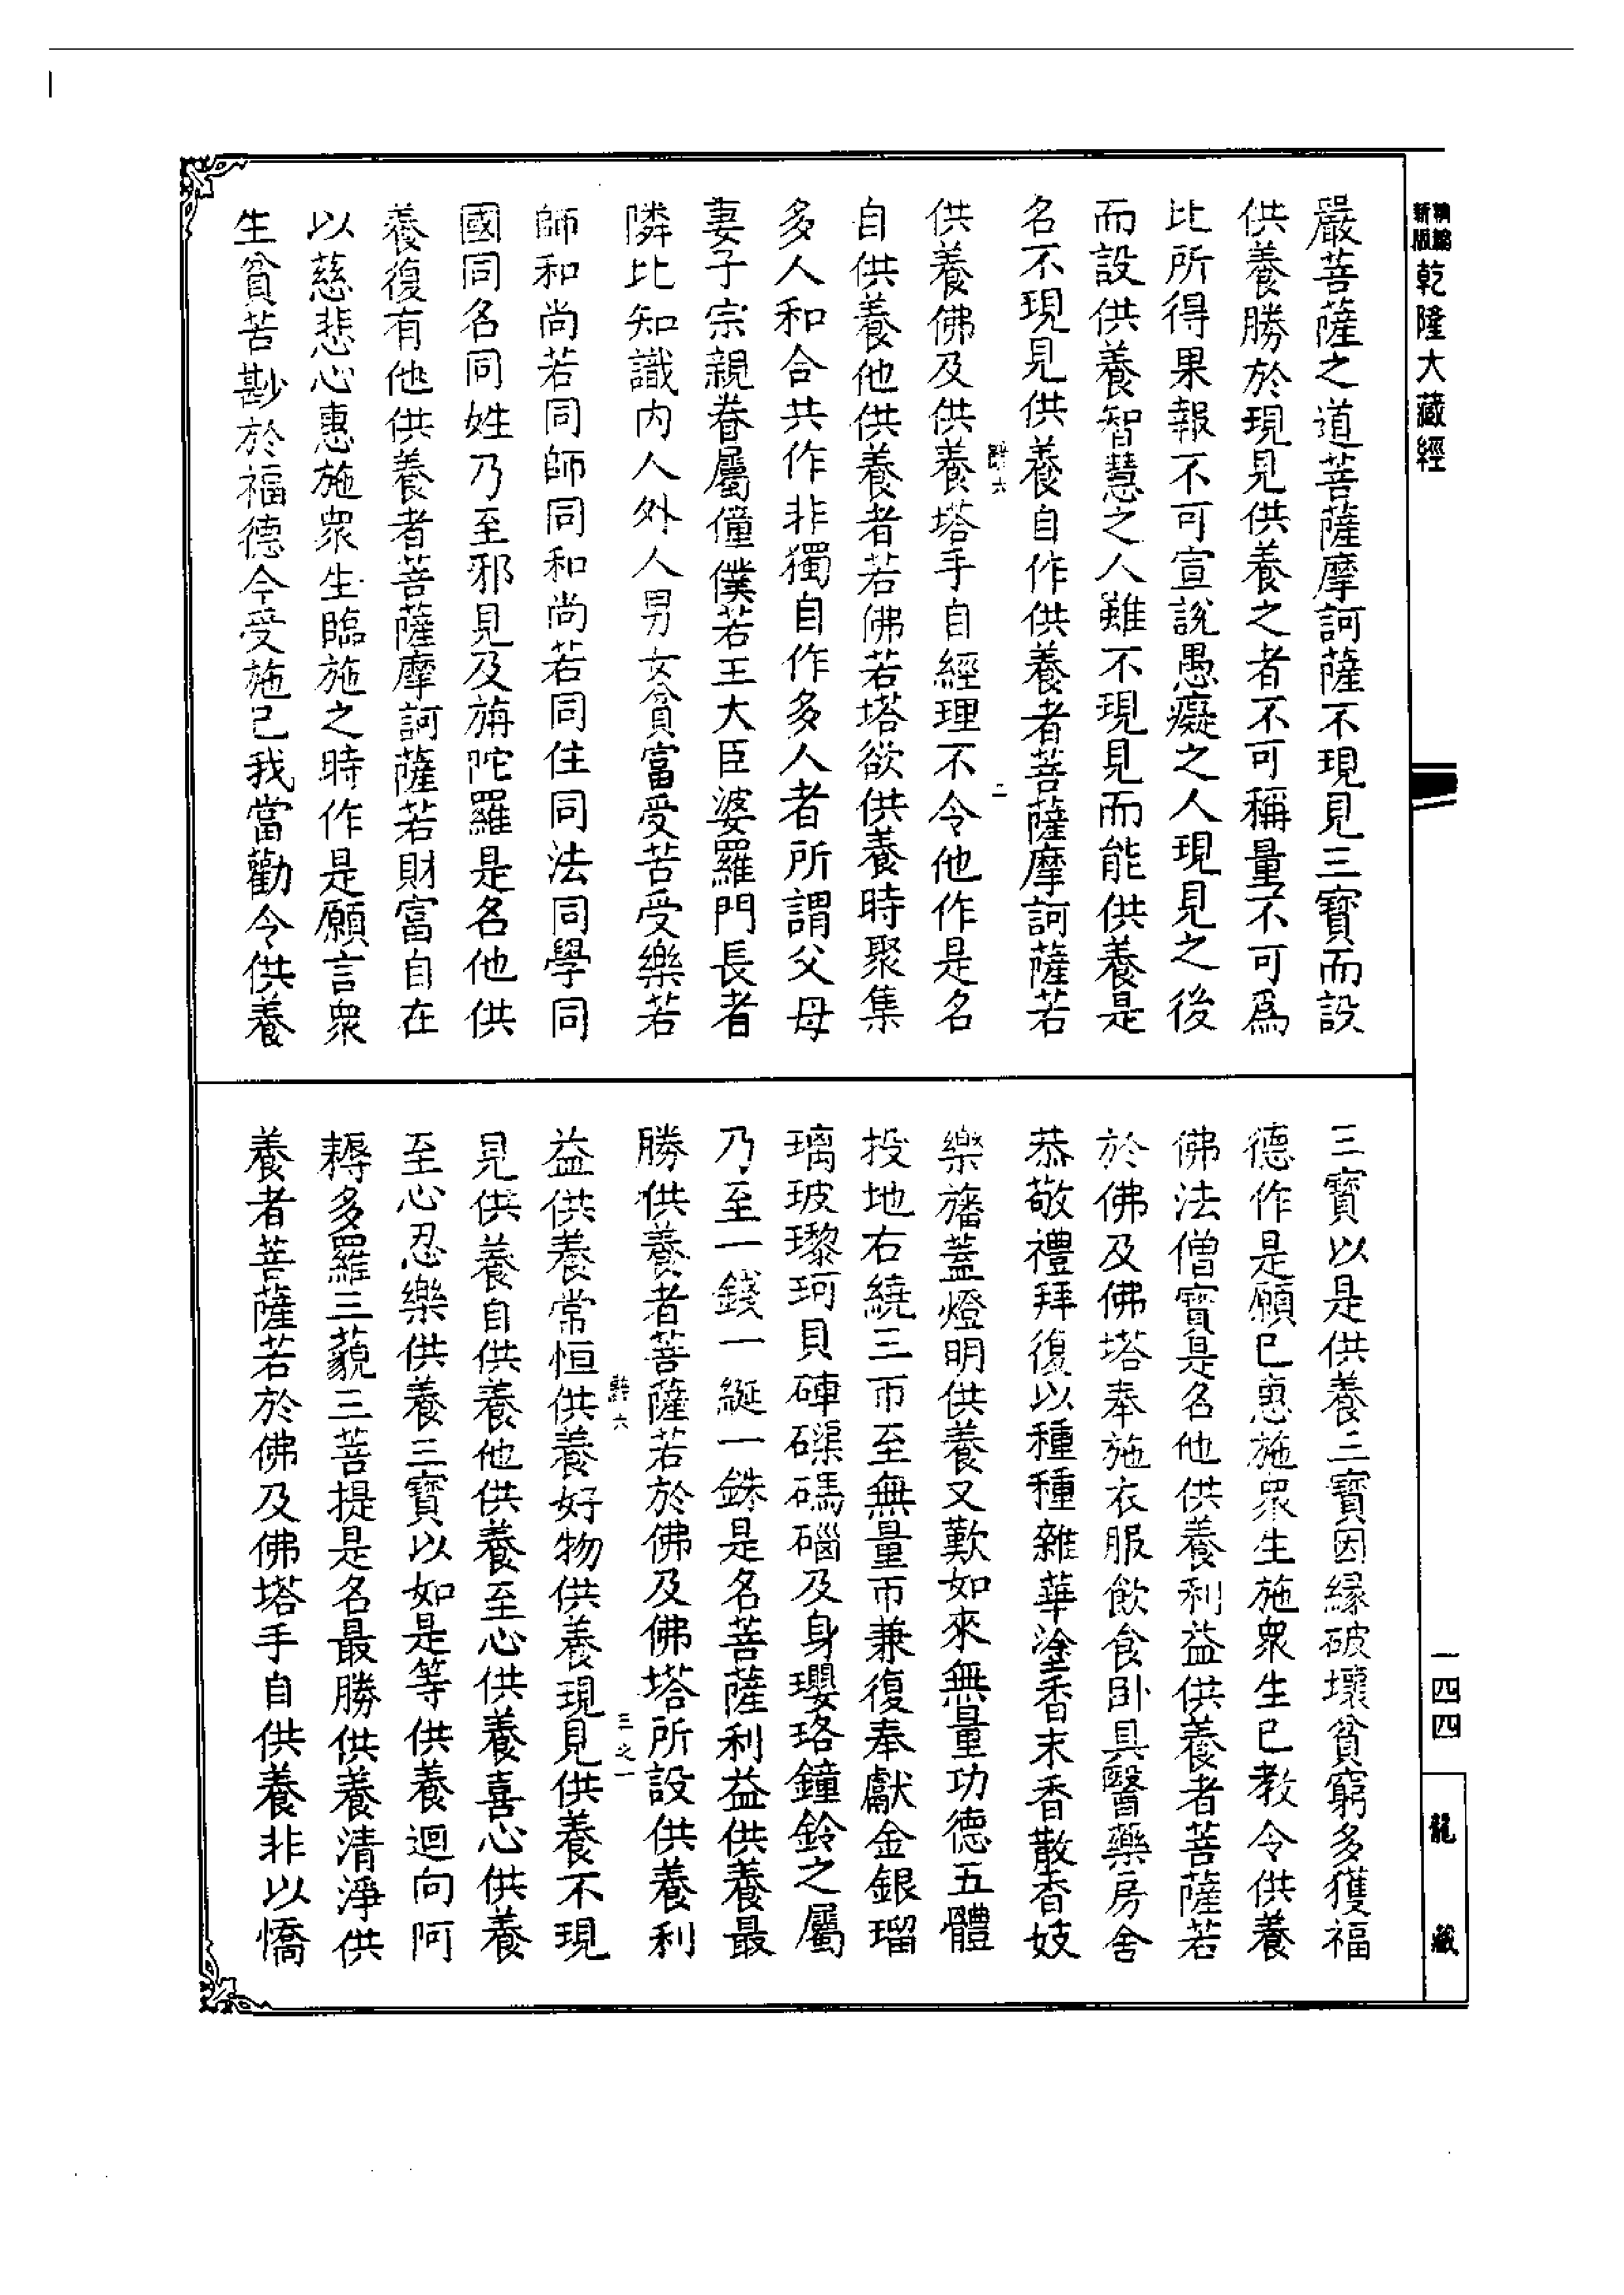 新版
精編
乾隆大藏經
嚴菩薩之道菩薩摩訶薩不現見三寶而設
供養勝於現見供養之者不可稱量不可為
比所得果報不可宣說愚癡之人現見之後
而設供養智慧之人雖不現見而能供養是
名不現見供養自作供養者菩薩摩訶薩若
六
二
供養佛及供養塔手自經理不令他作是名
自供養他供養者若佛若塔欲供養時聚集
多人和合共作非獨自作多人者所謂父母
妻子宗親眷屬僮僕若王大臣婆羅門長者
隣比知識內人外人男女貧富受苦受樂若
師和尚若同師同和尚若同住同法同學同
國同名同姓乃至邪見及旃陀羅是名他供
養復有他供養者菩薩摩訶薩若財富自在
以慈悲心惠施眾生臨施之時作是願言眾
生貧苦尠於福德今受施已我當勸令供養
三寶以是供養三寶因緣破壞貧窮多獲福
德作是願已惠施眾生施眾生已教令供養
佛法僧寶是名他供養利益供養者菩薩若
於佛及佛塔奉施衣服飲食臥具醫藥房舍
恭敬禮拜復以種種雜華塗香末香散香妓
樂旛蓋燈明供養又歎如來無量功德五體
投地右繞三帀至無量帀兼復奉獻金銀瑠
璃玻瓈珂貝硨磲碼碯及身瓔珞鐘鈴之屬
乃至一錢一綖一銖是名菩薩利益供養最
勝供養者菩薩若於佛及佛塔所設供養利
六
三之一
益供養常恒供養好物供養現見供養不現
見供養自供養他供養至心供養喜心供養
至心忍樂供養三寶以如是等供養迴向阿
耨多羅三藐三菩提是名最勝供養清淨供
養者菩薩若於佛及佛塔手自供養非以憍
一四四
龍藏